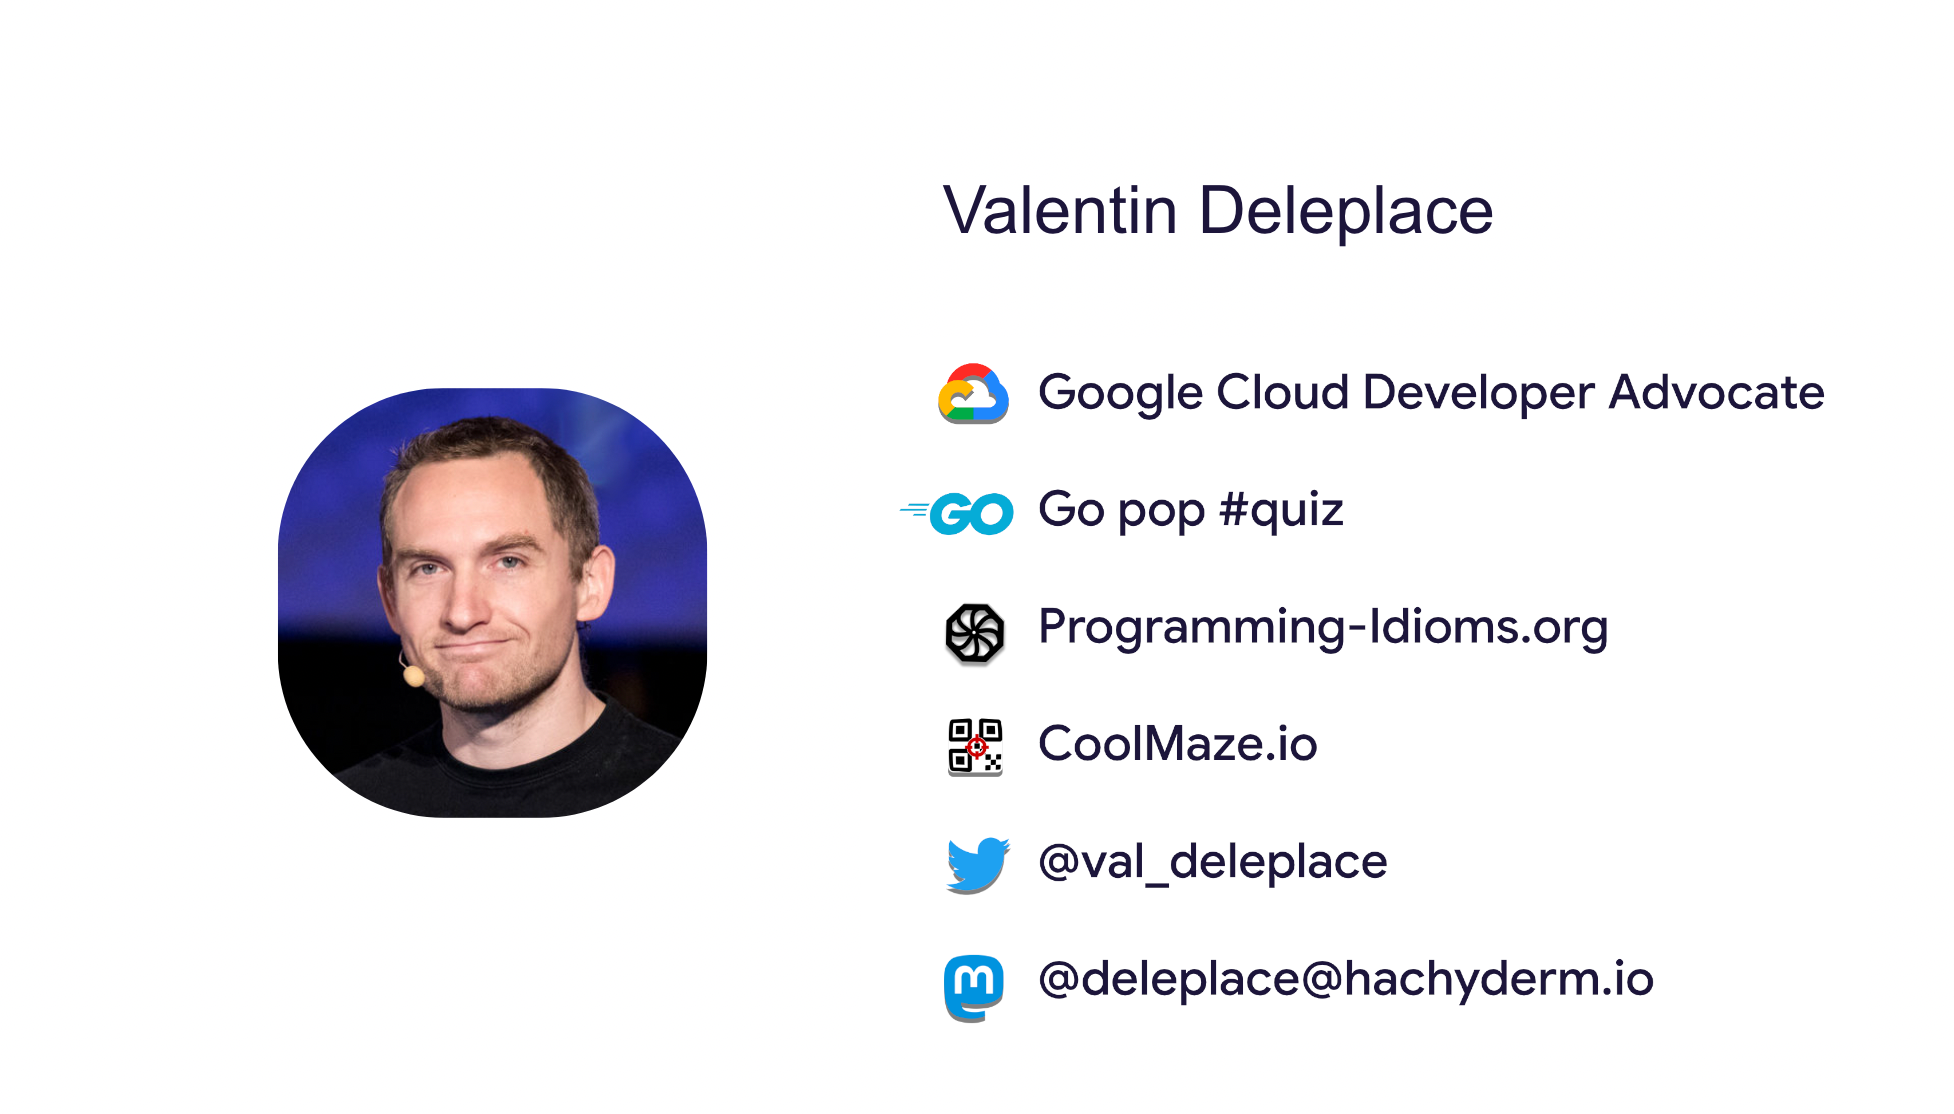 Valentin Deleplace
Google Cloud Developer Advocate
GO Go pop #quiz
Programming-Idioms.org
CoolMaze.io
@val_deleplace
m @deleplace@hachyderm.io